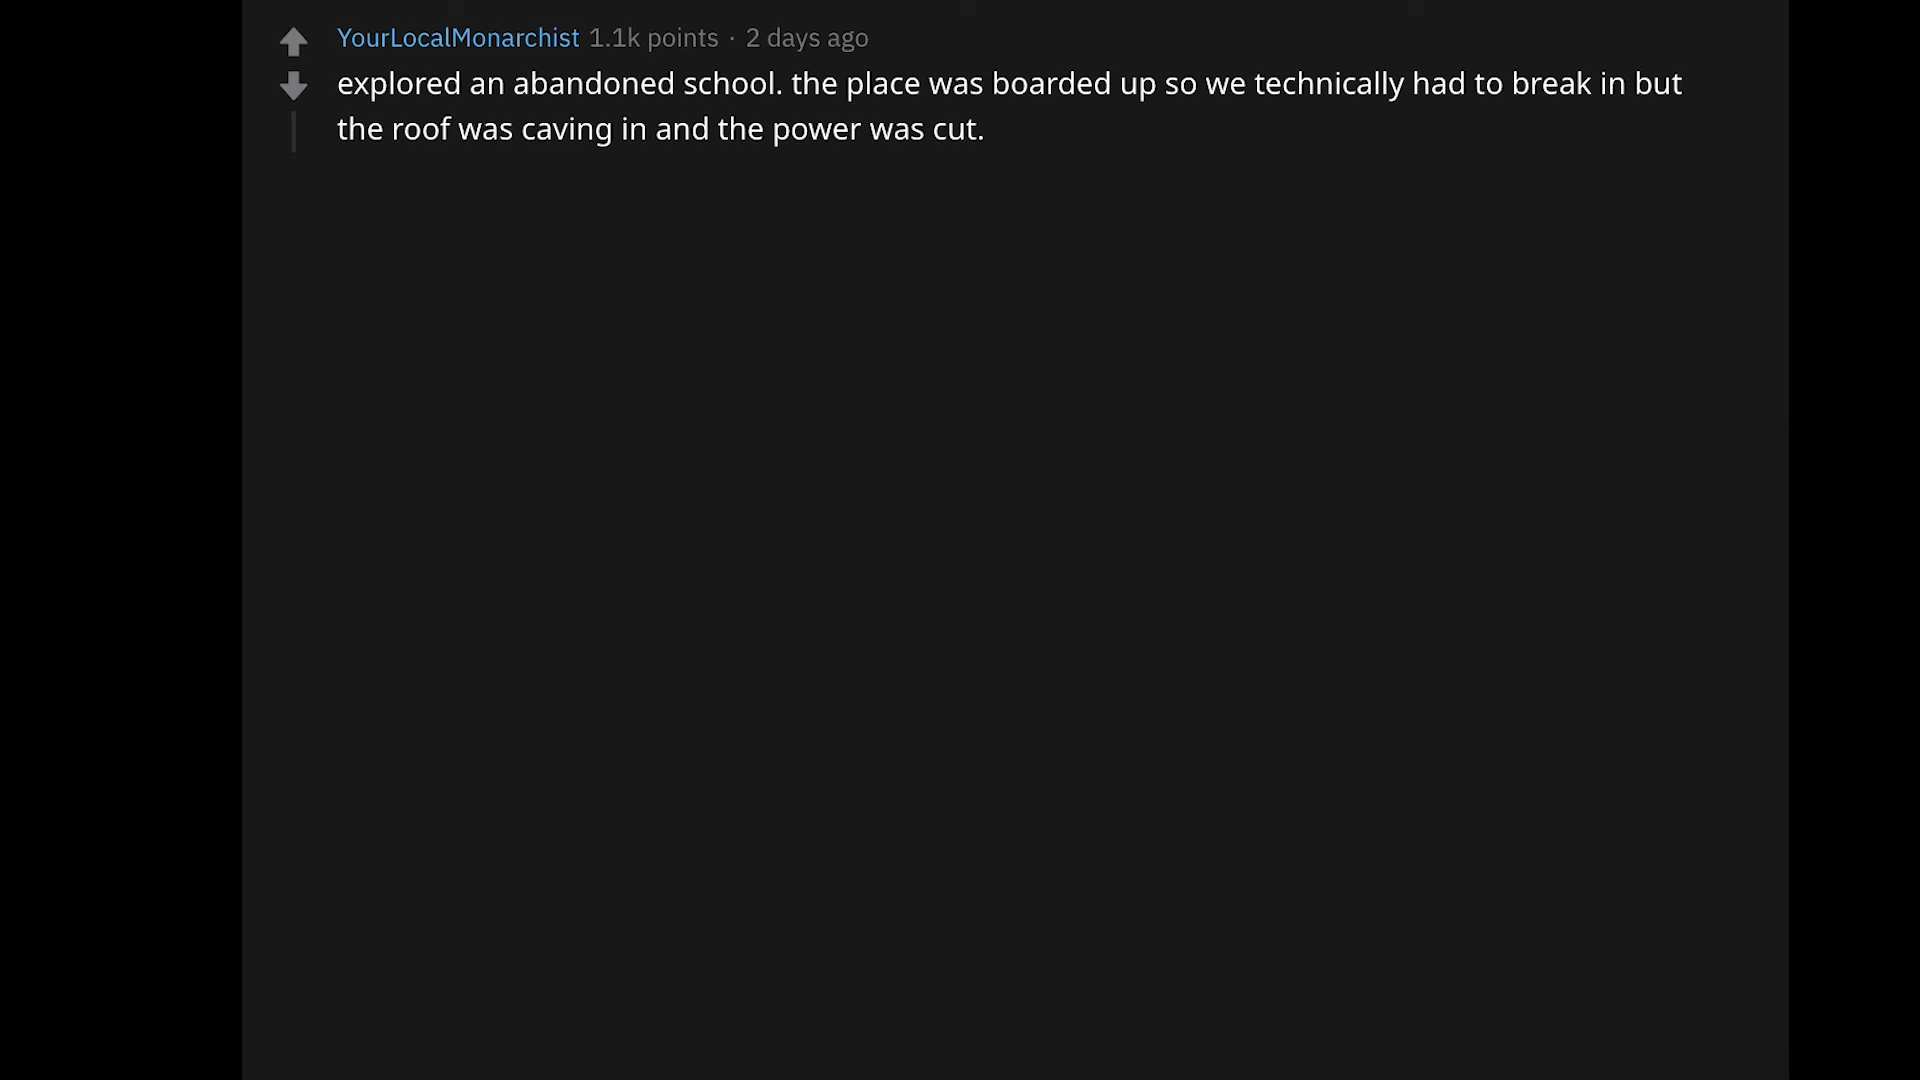 YourLocalMonarchist 1.1k points · 2 days ago
explored an abandoned school. the place was boarded up so we technically had to break in but
the roof was caving in and the power was cut.